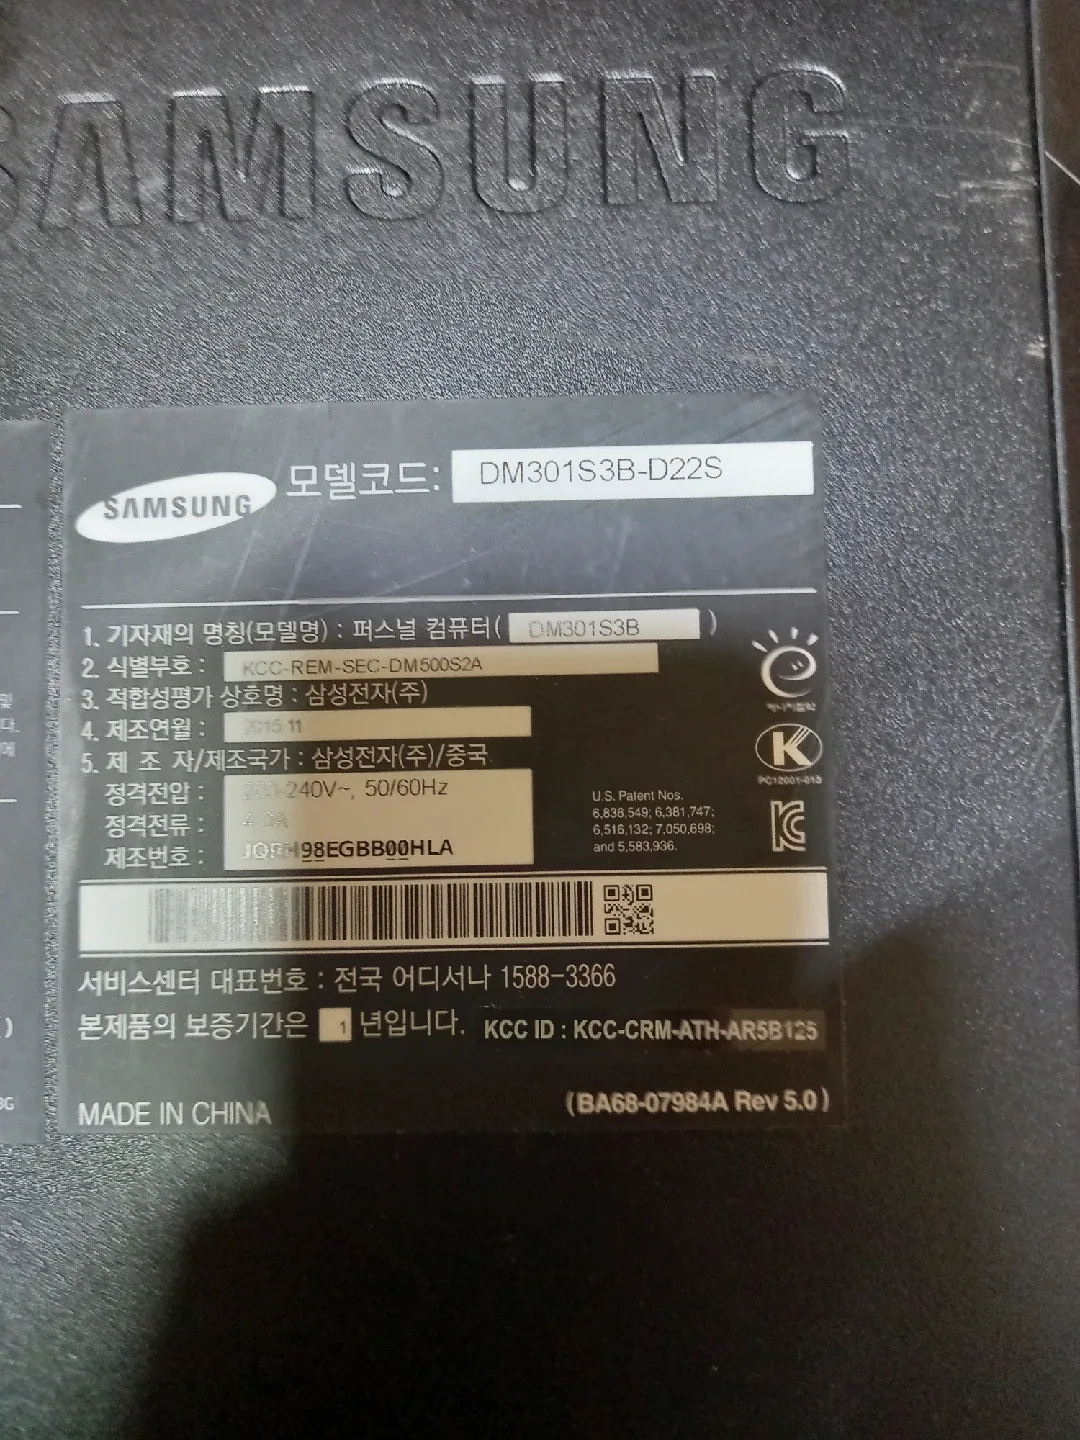 SAMSUNG
SAMSUNG 모델코드: DM301S3B-D22S
1. 기자재의 명칭(모델명) : 퍼스널 컴퓨터( DM301S3B )
2. 식별부호 : KCC-REM-SEC-DM500S2A
3. 적합성평가 상호명 : 삼성전자(주)
4. 제조연월 : 11
5. 제 조 자/제조국가 : 삼성전자(주)/중국
정격전압 : 200-240V~, 50/60Hz
정격전류 :
제조번호 :
PC12001-013
U.S. Patent Nos.
6,836,549; 6,381,747;
6,516,132; 7,050,698;
and 5,583,936.
서비스센터 대표번호 : 전국 어디서나 1588-3366
본제품의 보증기간은 1 년입니다. KCC ID : KCC-CRM-ATH-AR5B125
MADE IN CHINA
(BA68-07984A Rev 5.0)